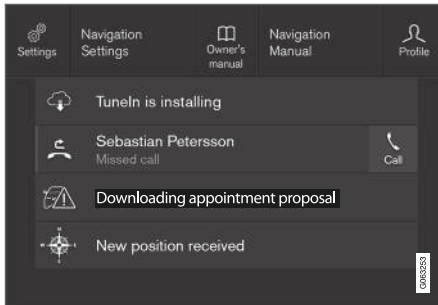 Settings
Navigation
Settings
Owner's
manual
Navigation
Manual
Profile
TuneIn is installing
Sebastian Petersson
Missed call
Call
Downloading appointment proposal
New position received
G063253